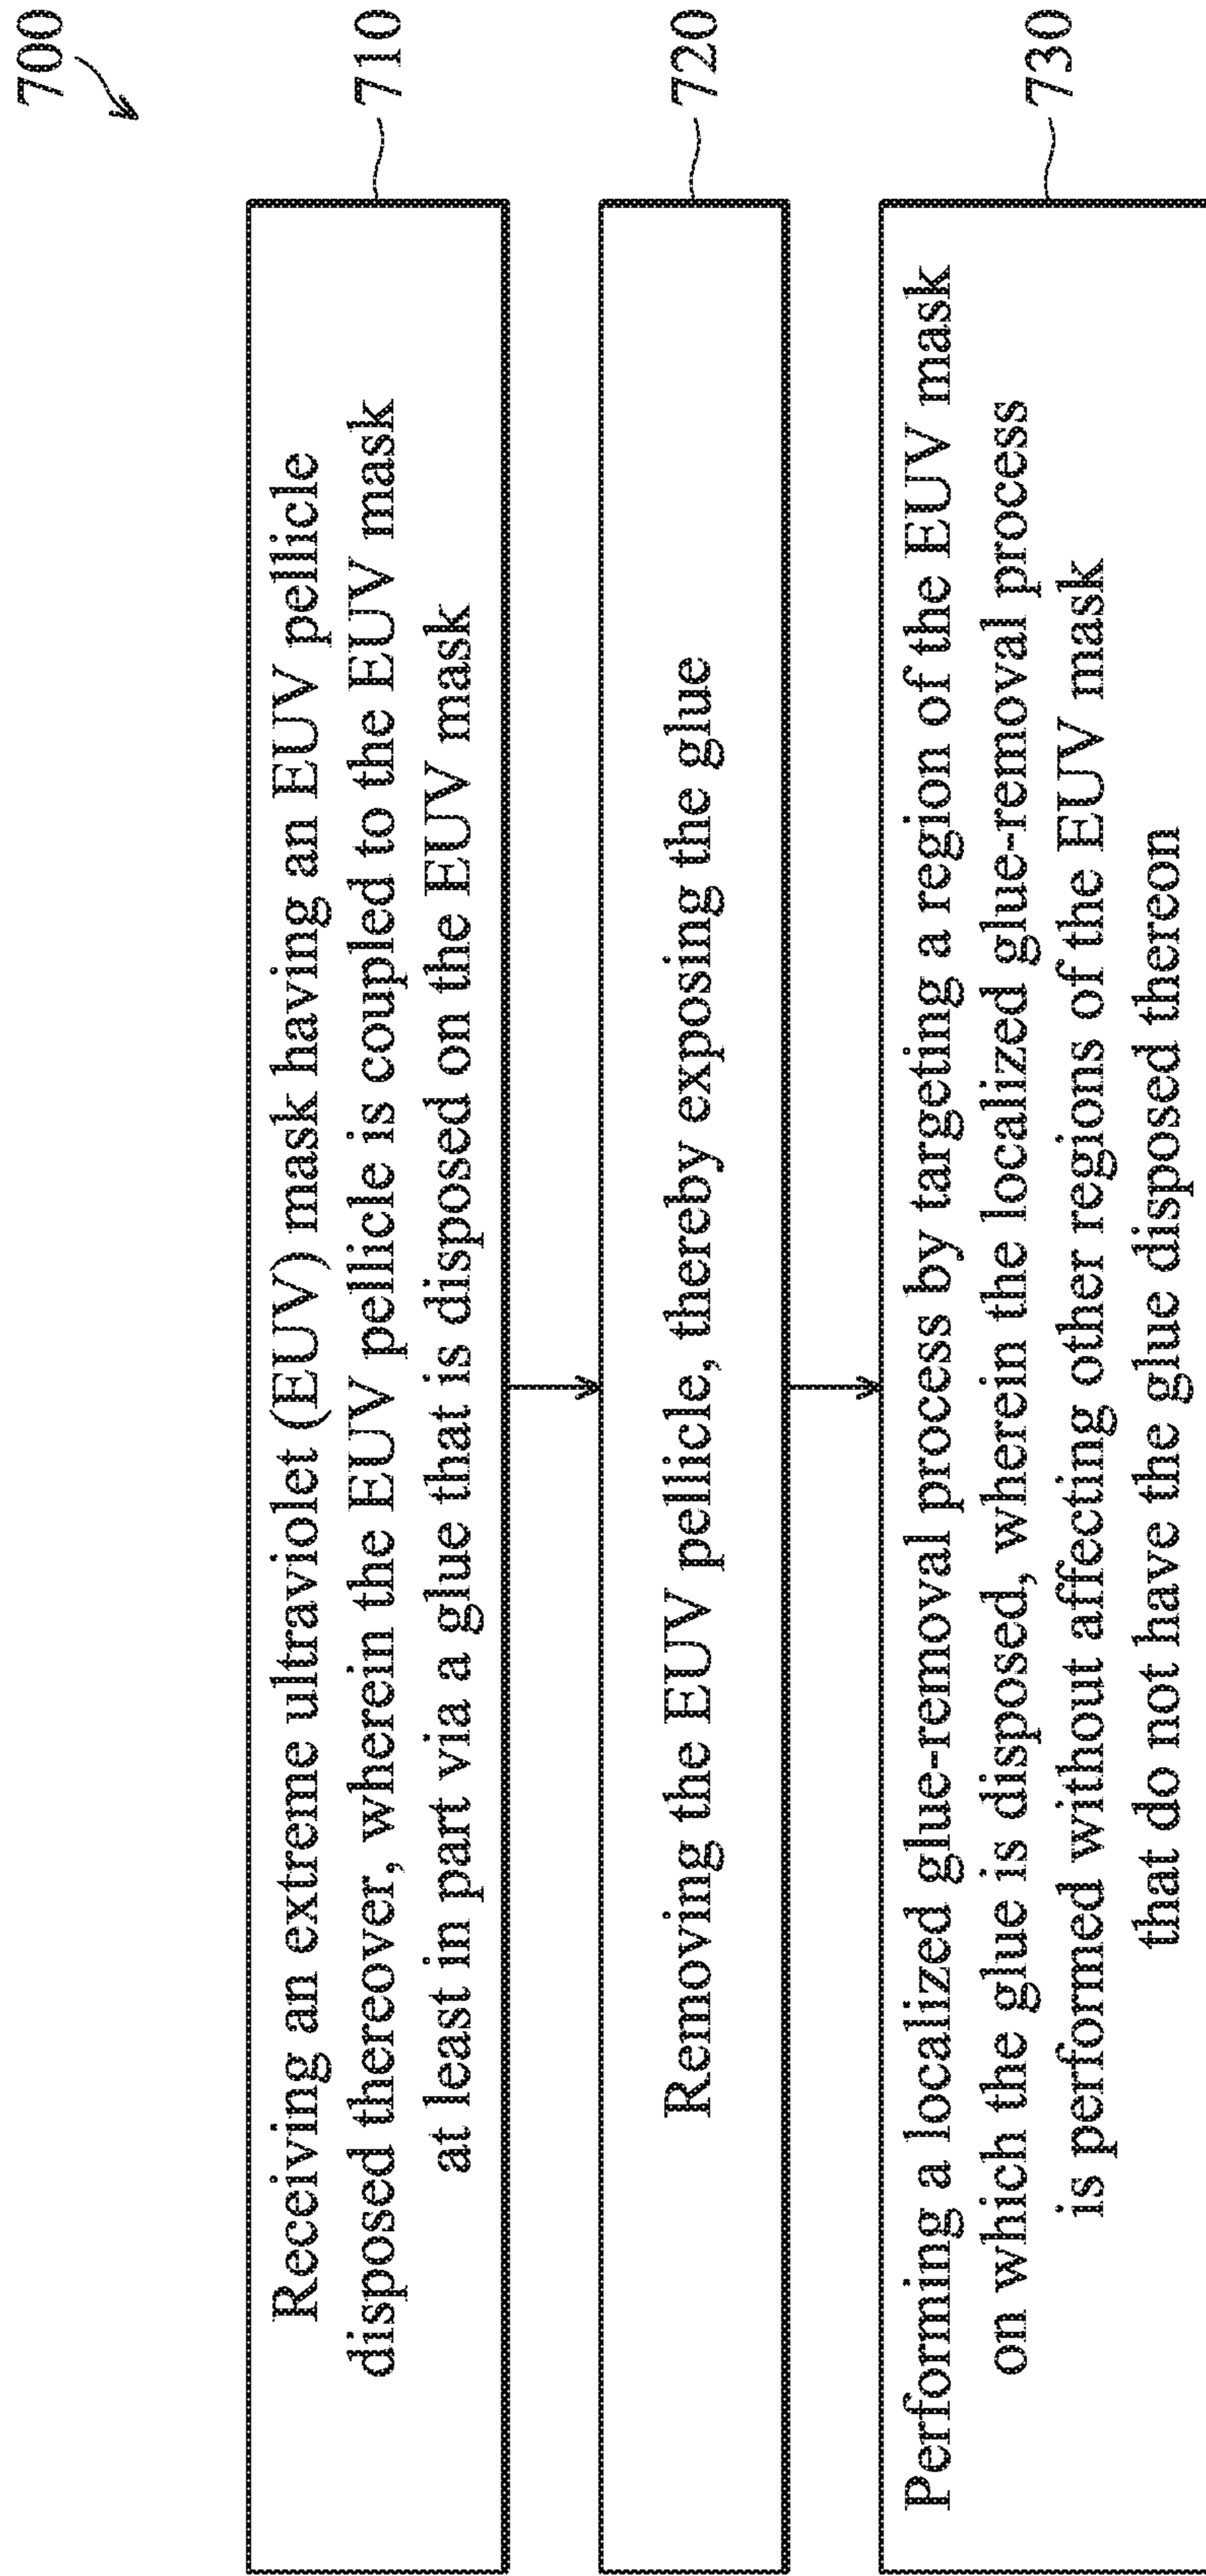 700
Receiving an extreme ultraviolet (EUV) mask having an EUV pellicle
disposed thereover, wherein the EUV pellicle is coupled to the EUV mask
at least in part via a glue that is disposed on the EUV mask
710
Removing the EUV pellicle, thereby exposing the glue
720
Performing a localized glue-removal process by targeting a region of the EUV mask
on which the glue is disposed, wherein the localized glue-removal process
is performed without affecting other regions of the EUV mask
that do not have the glue disposed thereon
730